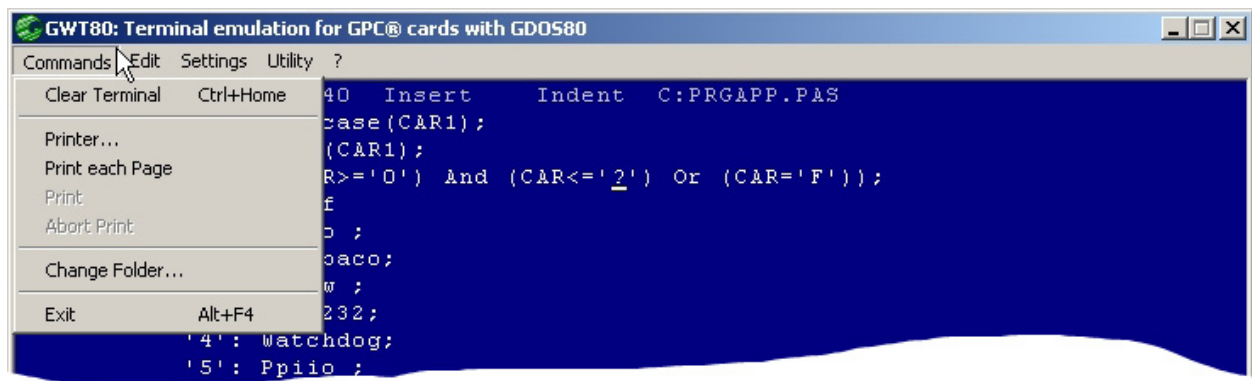 GWT80: Terminal emulation for GPC® cards with GDOS80
Commands Edit Settings Utility ?
Clear Terminal Ctrl+Home
Printer...
Print each Page
Print
Abort Print
Change Folder...
Exit Alt+F4
40 Insert Indent C:PRGAPP.PAS
case(CAR1);
(CAR1);
R>='0') And (CAR<='?') Or (CAR='F'));
f
;
paco;
w ;
232;
'4': Watchdog;
'5': Ppiio ;